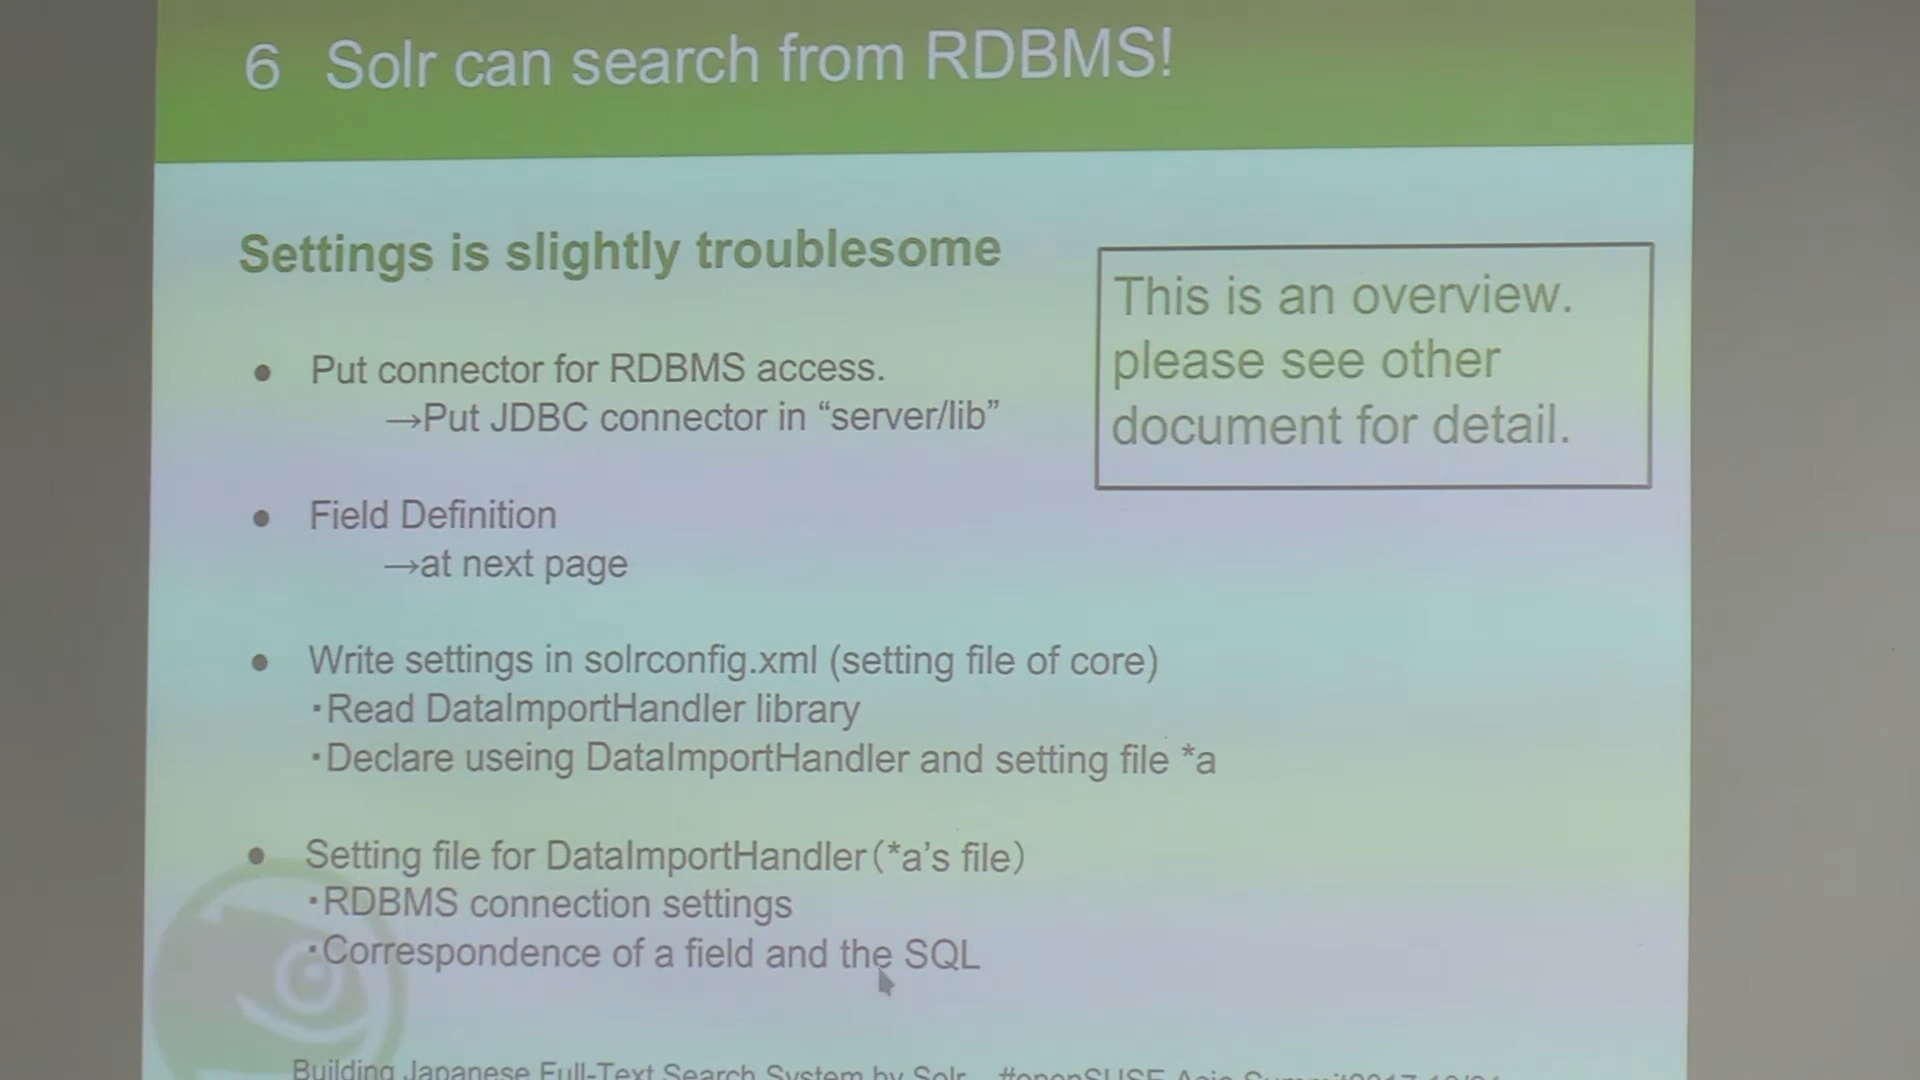 6 Solr can search from RDBMS!
Settings is slightly troublesome
This is an overview.
please see other
document for detail.
● Put connector for RDBMS access.
→Put JDBC connector in “server/lib”
● Field Definition
→at next page
● Write settings in solrconfig.xml (setting file of core)
・Read DataImportHandler library
・Declare useing DataImportHandler and setting file *a
● Setting file for DataImportHandler(*a’s file)
・RDBMS connection settings
・Correspondence of a field and the SQL
Building Japanese Full-Text Search System by Solr #openSUSE Asia Summit2017